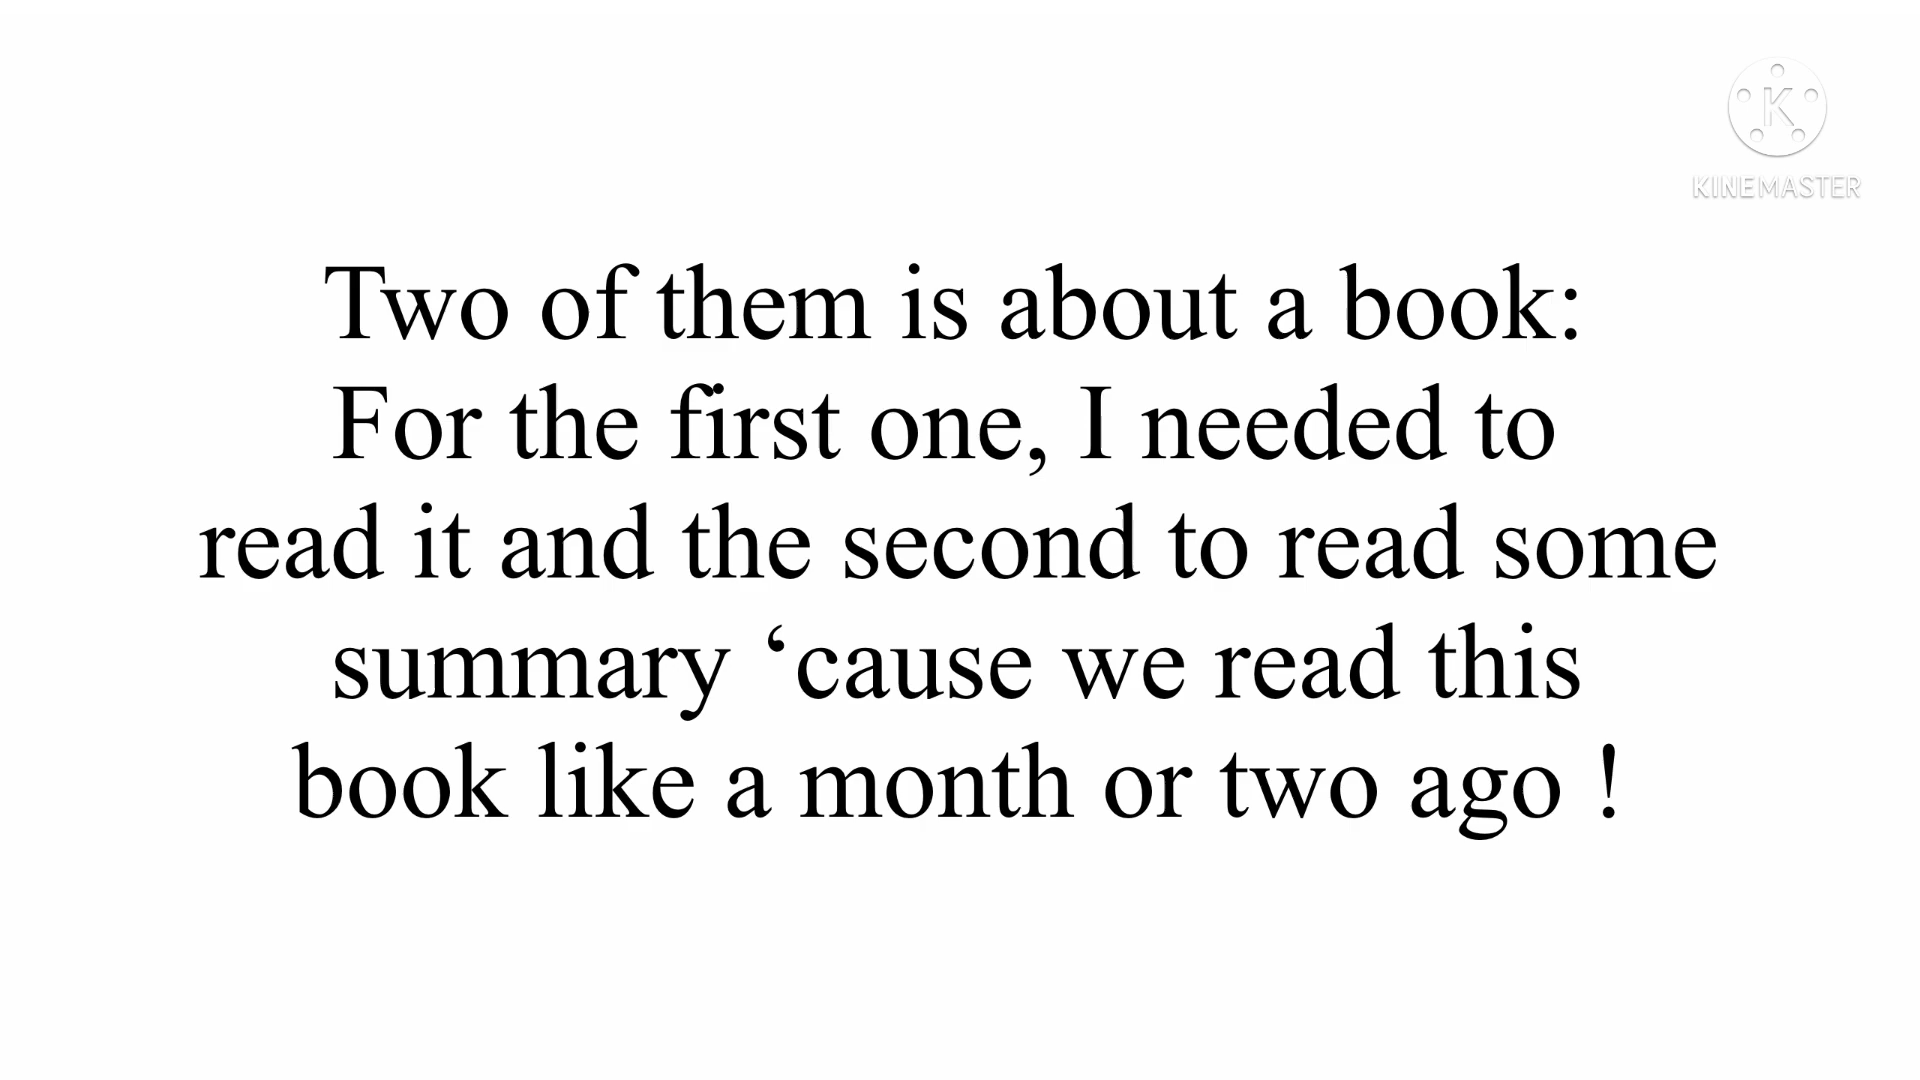 K
KINEMASTER
Two of them is about a book:
For the first one, I needed to
read it and the second to read some
summary ‘cause we read this
book like a month or two ago !